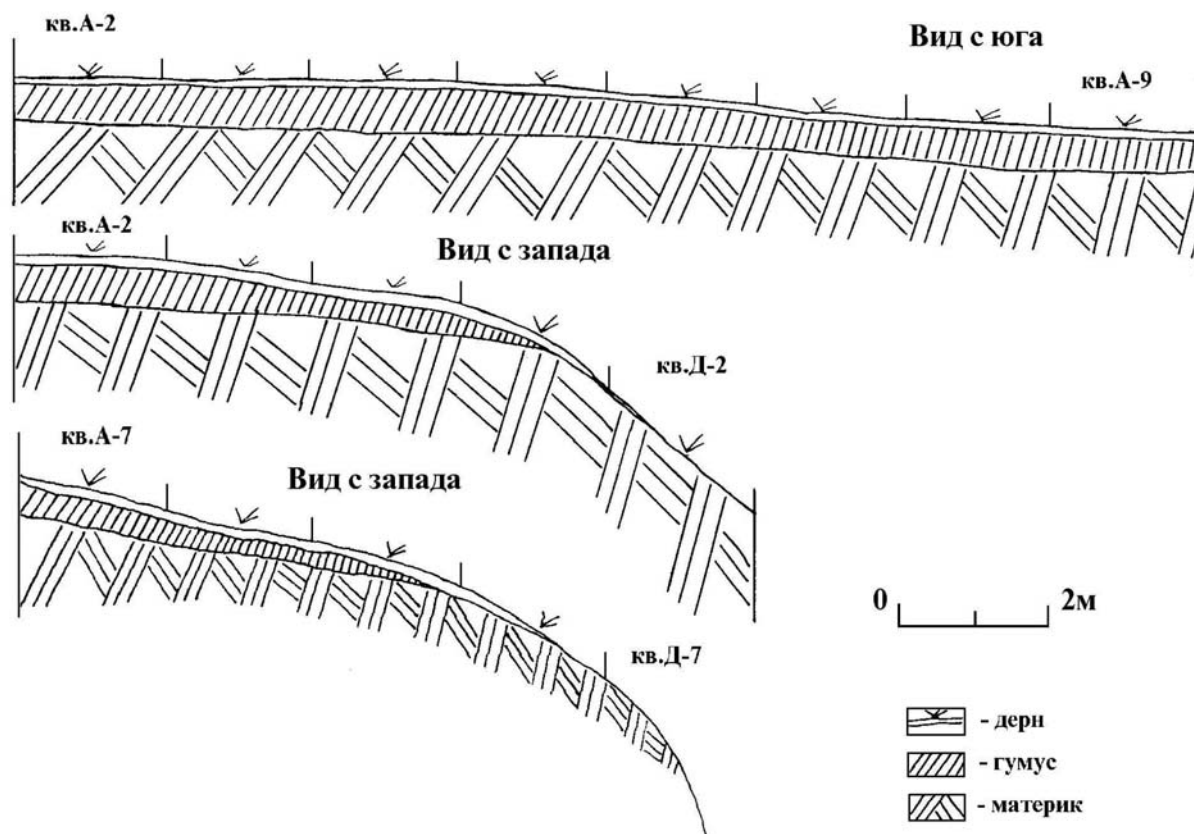 кв.А-2
Вид с юга
кв.А-9
кв.А-2
Вид с запада
кв.Д-2
кв.А-7
Вид с запада
0 2м
кв.Д-7
- дерн
- гумус
- материк